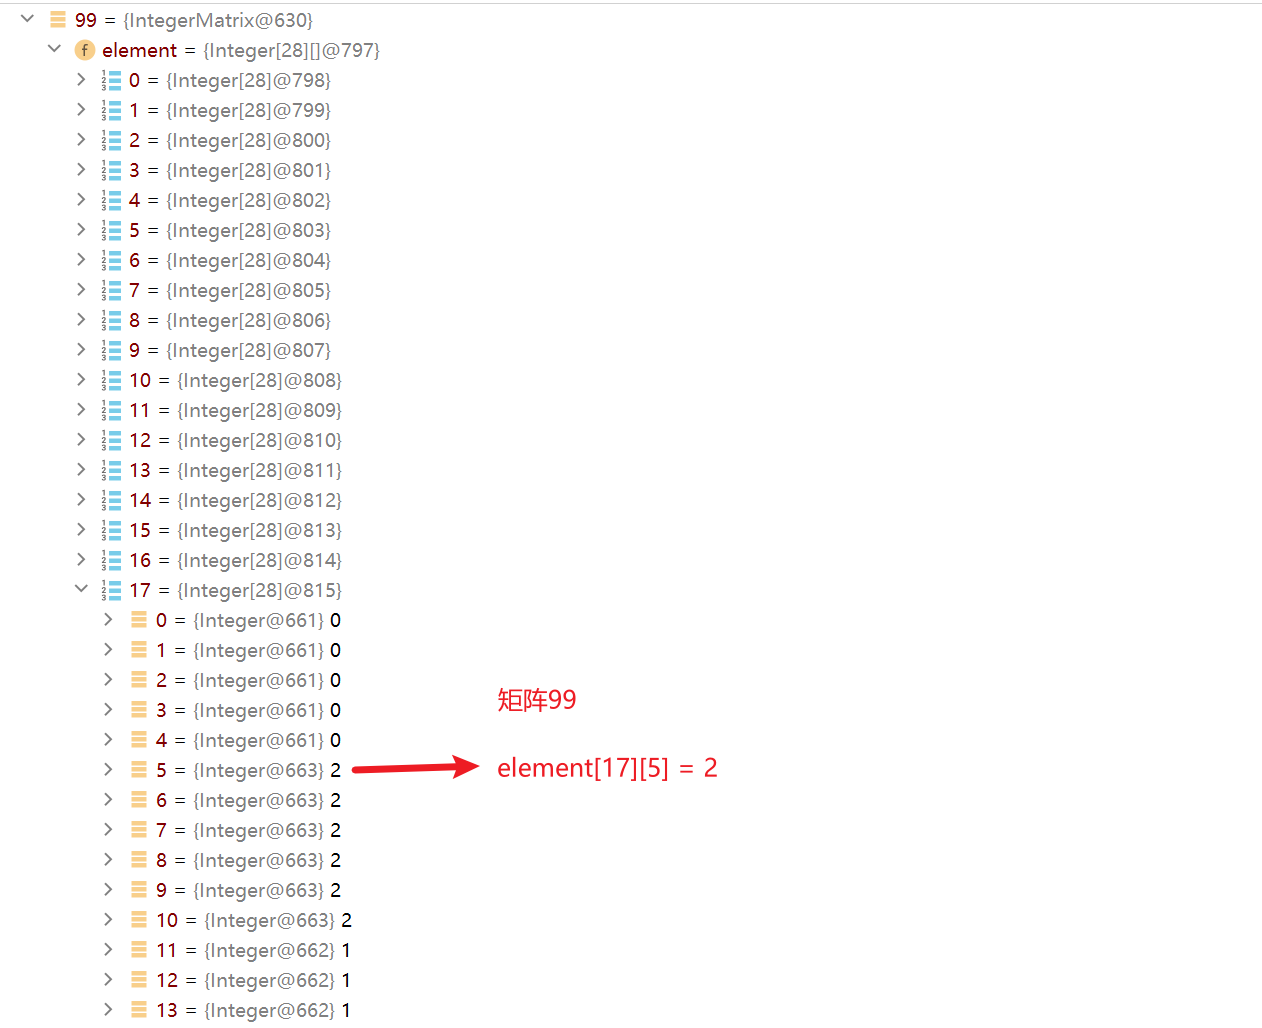 99 = {IntegerMatrix@630}
f element = {Integer[28][]@797}
0 = {Integer[28]@798}
1 = {Integer[28]@799}
2 = {Integer[28]@800}
3 = {Integer[28]@801}
4 = {Integer[28]@802}
5 = {Integer[28]@803}
6 = {Integer[28]@804}
7 = {Integer[28]@805}
8 = {Integer[28]@806}
9 = {Integer[28]@807}
10 = {Integer[28]@808}
11 = {Integer[28]@809}
12 = {Integer[28]@810}
13 = {Integer[28]@811}
14 = {Integer[28]@812}
15 = {Integer[28]@813}
16 = {Integer[28]@814}
17 = {Integer[28]@815}
0 = {Integer@661} 0
1 = {Integer@661} 0
2 = {Integer@661} 0
3 = {Integer@661} 0
4 = {Integer@661} 0
5 = {Integer@663} 2
6 = {Integer@663} 2
7 = {Integer@663} 2
8 = {Integer@663} 2
9 = {Integer@663} 2
10 = {Integer@663} 2
11 = {Integer@662} 1
12 = {Integer@662} 1
13 = {Integer@662} 1
矩阵99
element[17][5] = 2